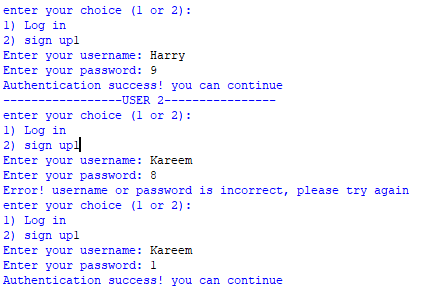 enter your choice (1 or 2):
1) Log in
2) sign up1
Enter your username: Harry
Enter your password: 9
Authentication success! you can continue
-----------------USER 2----------------
enter your choice (1 or 2):
1) Log in
2) sign up1
Enter your username: Kareem
Enter your password: 8
Error! username or password is incorrect, please try again
enter your choice (1 or 2):
1) Log in
2) sign up1
Enter your username: Kareem
Enter your password: 1
Authentication success! you can continue